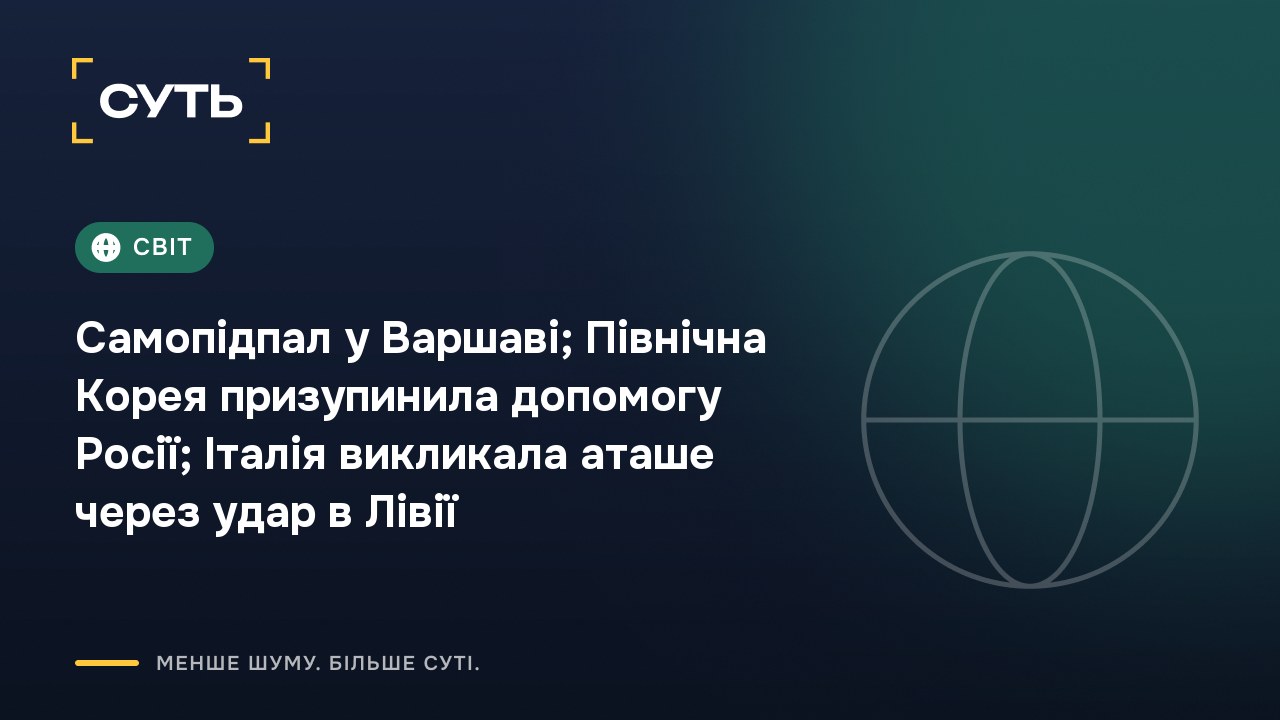 СУТЬ
СВІТ
Самопідпал у Варшаві; Північна
Корея призупинила допомогу
Росії; Італія викликала аташе
через удар в Лівії
МЕНШЕ ШУМУ. БІЛЬШЕ СУТІ.